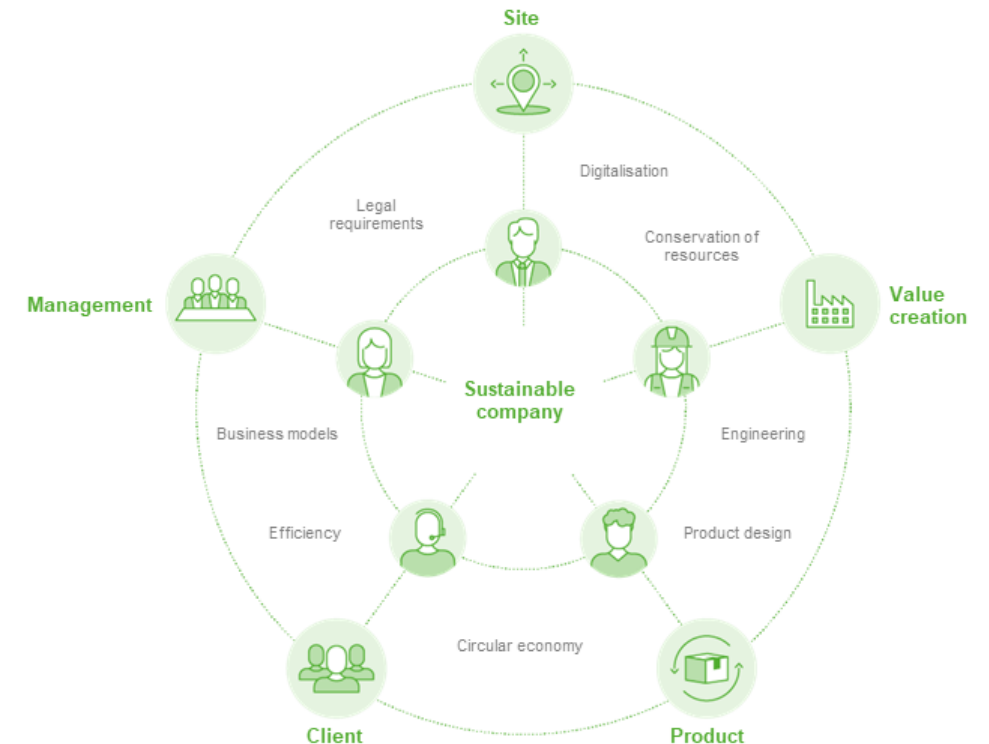 Site
Digitalisation
Legal
requirements
Conservation of
resources
Management
Value
creation
Sustainable
company
Business models
Engineering
Efficiency
Product design
Circular economy
Client
Product